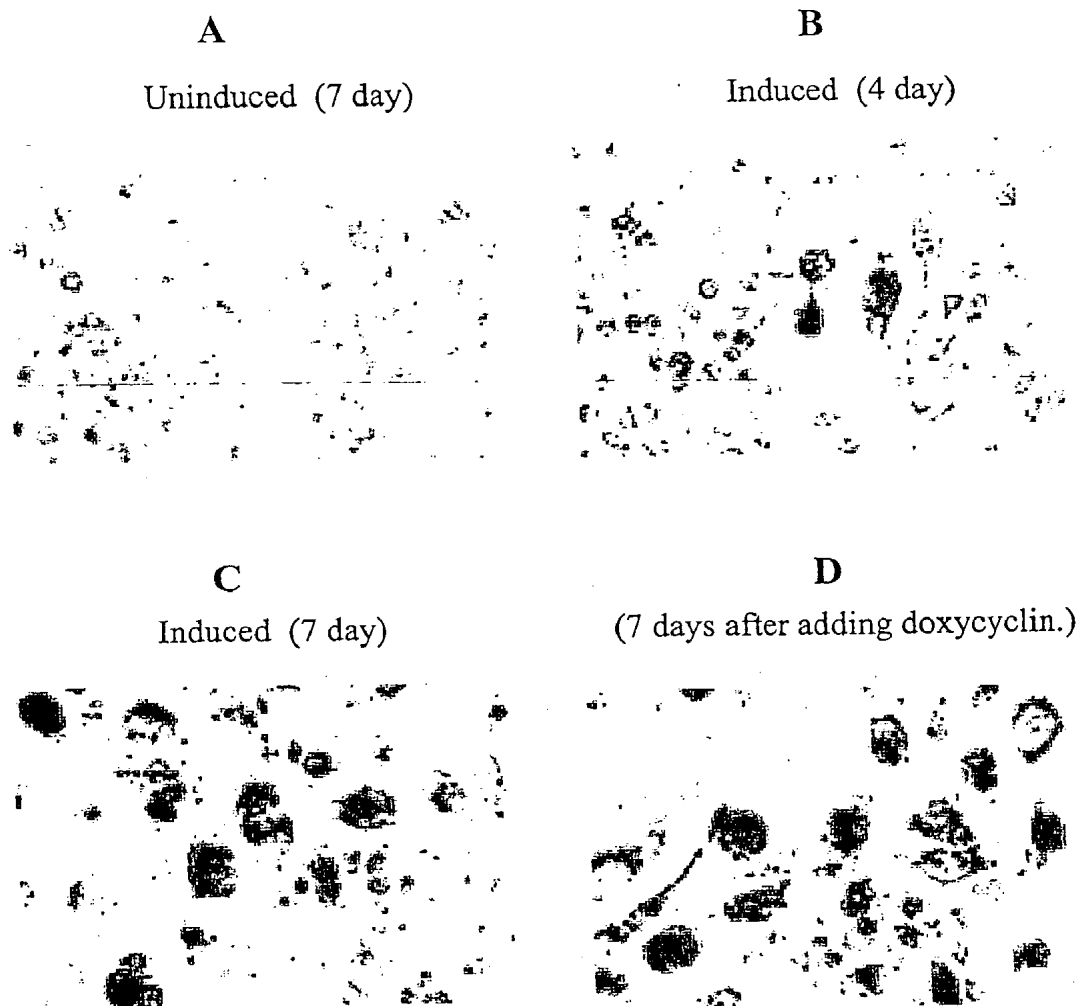 A
Uninduced (7 day)
B
Induced (4 day)
C
Induced (7 day)
D
(7 days after adding doxycyclin.)